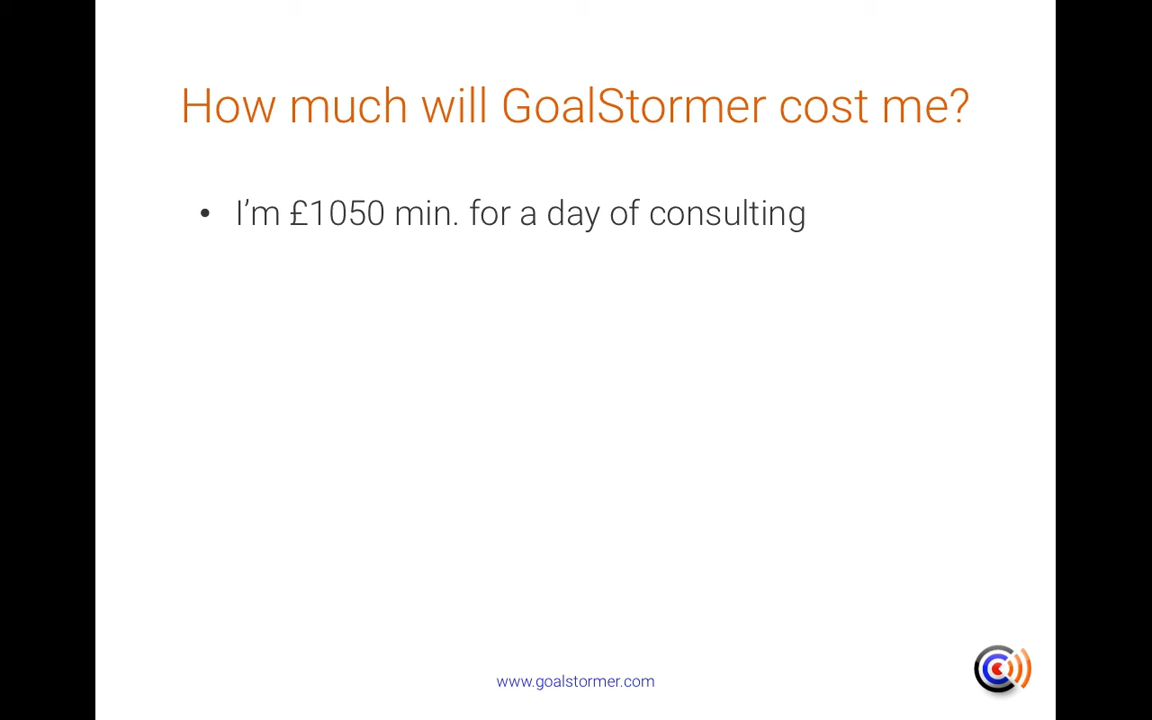 How much will GoalStormer cost me?
• I’m £1050 min. for a day of consulting
www.goalstormer.com